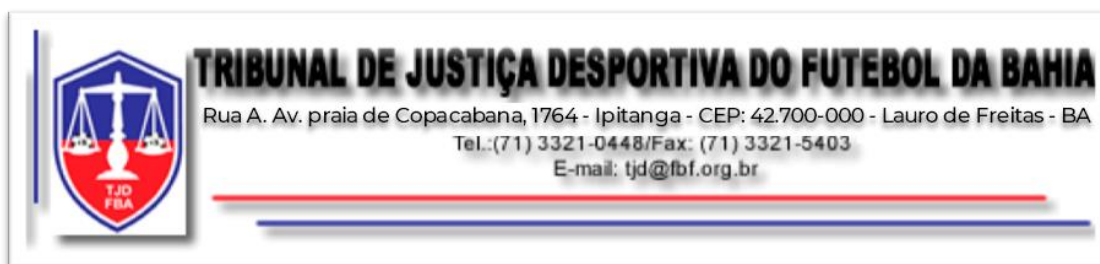 TRIBUNAL DE JUSTIÇA DESPORTIVA DO FUTEBOL DA BAHIA
Rua A. Av. praia de Copacabana, 1764 - Ipitanga - CEP: 42.700-000 - Lauro de Freitas - BA
Tel.:(71) 3321-0448/Fax: (71) 3321-5403
E-mail: tjd@fbf.org.br
TJD
FBA